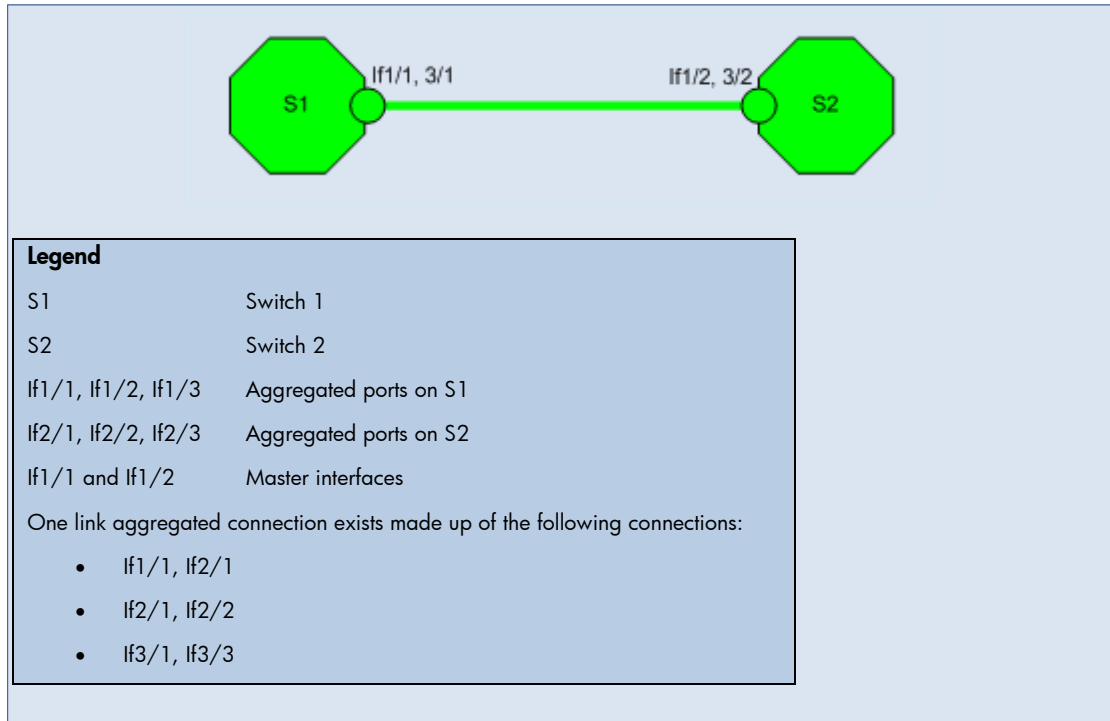 If1/1, 3/1
If1/2, 3/2
S1
S2
Legend
S1 Switch 1
S2 Switch 2
If1/1, If1/2, If1/3 Aggregated ports on S1
If2/1, If2/2, If2/3 Aggregated ports on S2
If1/1 and If1/2 Master interfaces
One link aggregated connection exists made up of the following connections:
• If1/1, If2/1
• If2/1, If2/2
• If3/1, If3/3